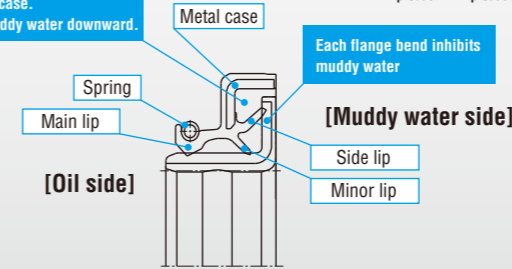 case.
ddy water downward.
Metal case
Each flange bend inhibits
muddy water
Spring
[Muddy water side]
Main lip
Side lip
[Oil side]
Minor lip